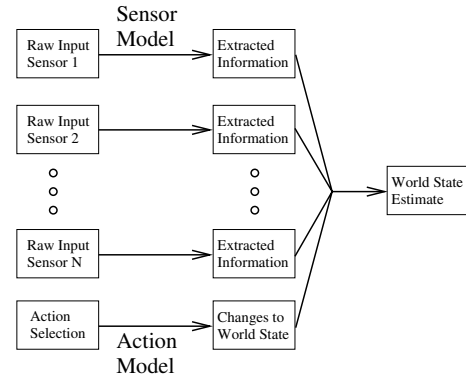 Sensor
Model
Raw Input
Sensor 1
Extracted
Information
Raw Input
Sensor 2
Extracted
Information
World State
Estimate
Raw Input
Sensor N
Extracted
Information
Action
Selection
Changes to
World State
Action
Model